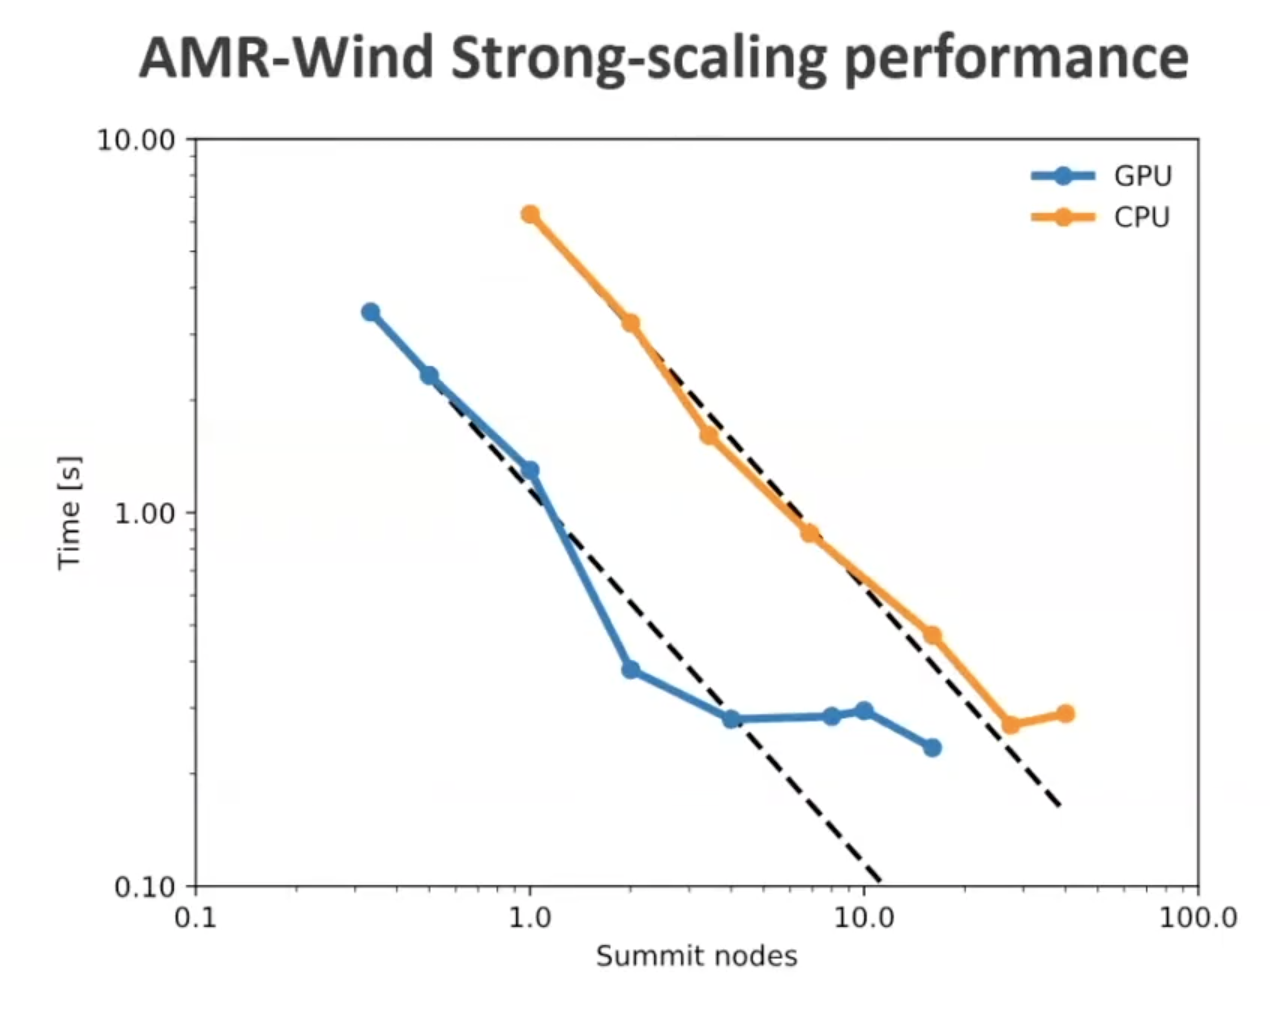 AMR-Wind Strong-scaling performance
10.00
1.00
0.10
Time [s]
GPU
CPU
0.1
1.0
10.0
100.0
Summit nodes